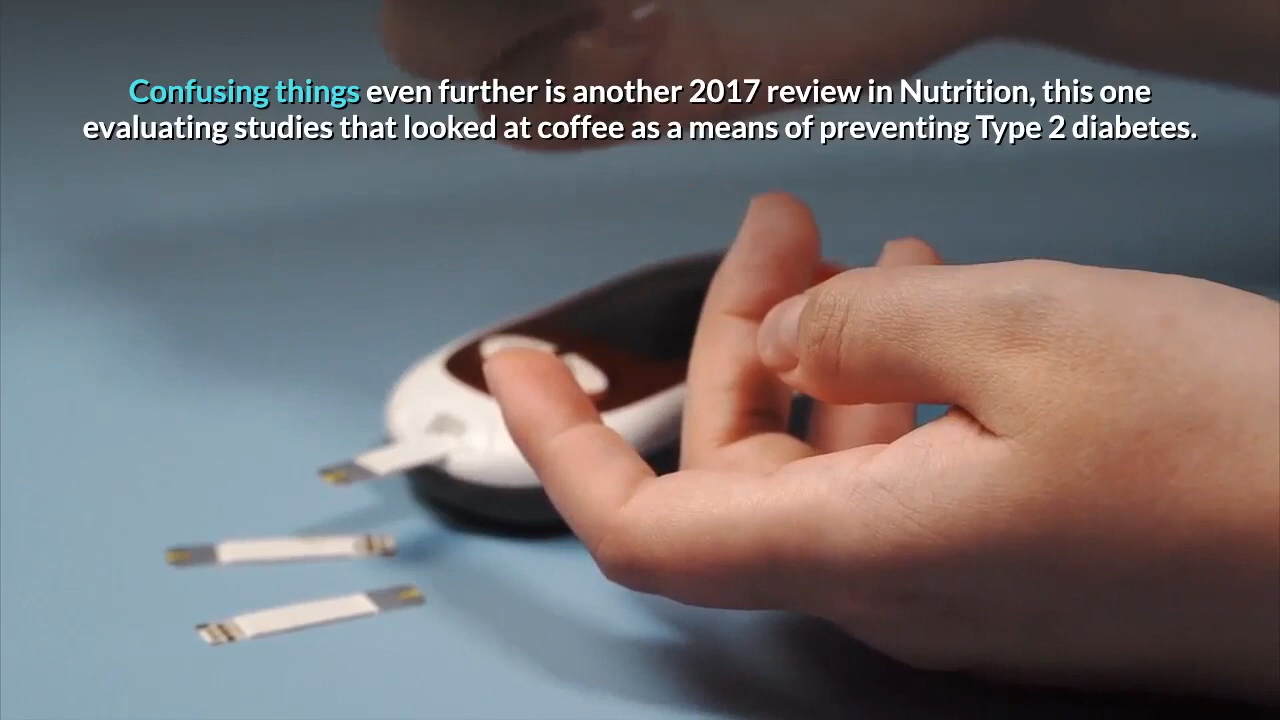 Confusing things even further is another 2017 review in Nutrition, this one
evaluating studies that looked at coffee as a means of preventing Type 2 diabetes.